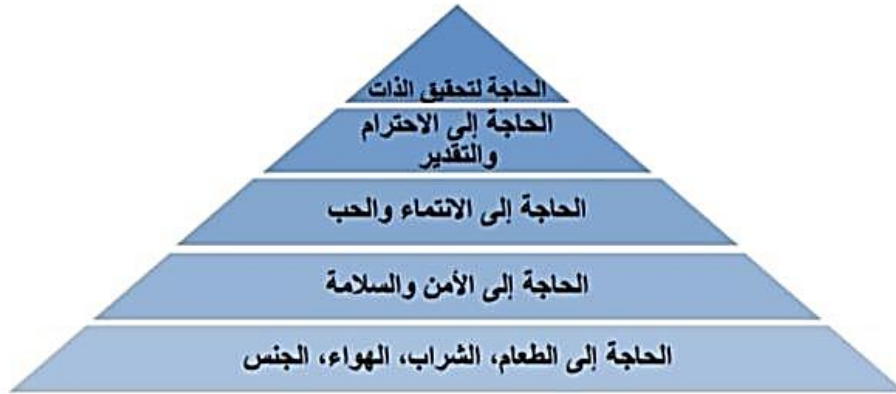 الحاجة لتحقيق الذات
الحاجة إلى الاحترام
والتقدير
الحاجة إلى الانتماء والحب
الحاجة إلى الأمن والسلامة
الحاجة إلى الطعام، الشراب، الهواء، الجنس